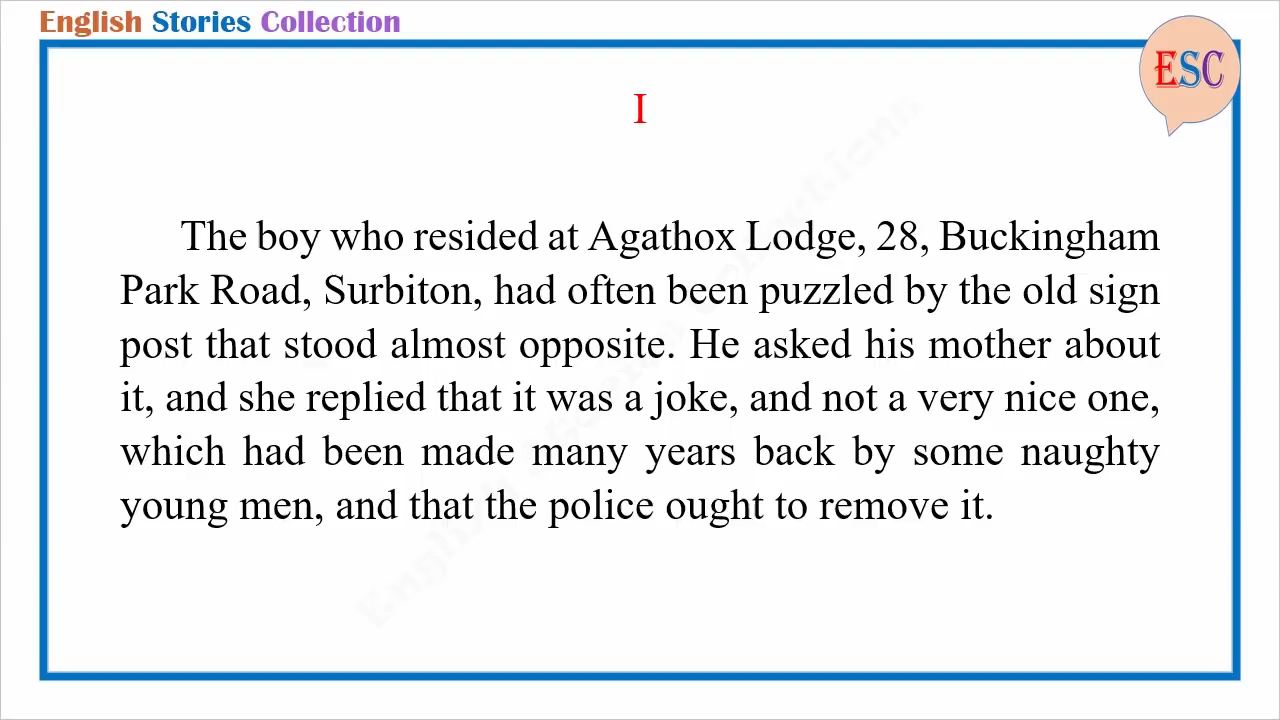 English Stories Collection
ESC
I
The boy who resided at Agathox Lodge, 28, Buckingham
Park Road, Surbiton, had often been puzzled by the old sign
post that stood almost opposite. He asked his mother about
it, and she replied that it was a joke, and not a very nice one,
which had been made many years back by some naughty
young men, and that the police ought to remove it.